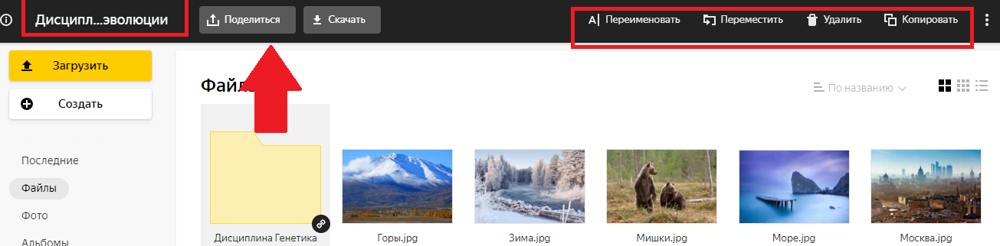 Дисципл...эволюции
Поделиться
Скачать
Переименовать
Переместить
Удалить
Копировать
Загрузить
Создать
Файлы
По названию
Последние
Файлы
Фото
Альбомы
Дисциплина Генетика
Горы.jpg
Зима.jpg
Мишки.jpg
Море.jpg
Москва.jpg